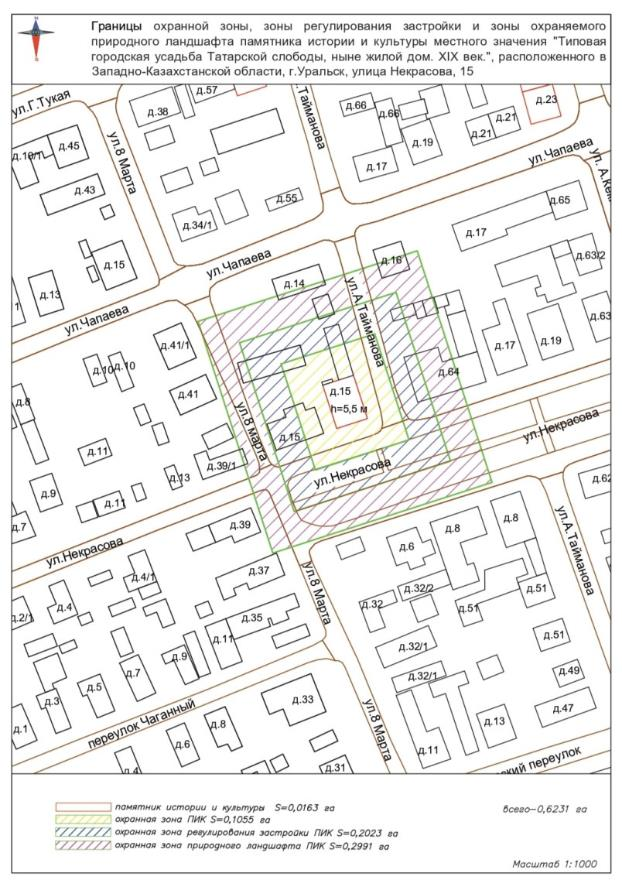 Границы охранной зоны, зоны регулирования застройки и зоны охраняемого
природного ландшафта памятника истории и культуры местного значения "Типовая
городская усадьба Татарской слободы, ныне жилой дом. XIX век.", расположенного в
Западно-Казахстанской области, г.Уральск, улица Некрасова, 15
ул.Г.Тукая
д.57
д.38
д.66
д.66
д.23
д.21
д.21
д.19
д.17
ул.Чапаева
д.45
д.43
ул.8 Марта
д.55
д.34/1
д.65
д.17
д.15
ул.Чапаева
д.16
д.63/2
д.13
ул.Чапаева
д.14
ул.А.Тайманова
д.63
д.41/1
д.17
д.19
д.10
д.10
д.64
д.8
д.41
д.15
h=5,5 м
ул.8 марта
д.15
ул.Некрасова
д.11
д.39/1
д.13
ул.Некрасова
д.9
д.11
д.62
д.7
д.39
д.8
д.8
ул.Некрасова
д.6
ул.А.Тайманова
д.37
д.4/1
д.32/2
д.51
д.4
д.32
д.51
д.2/1
д.35
ул.8 Марта
д.11
д.51
д.9
д.32/1
д.7
д.32/1
д.49
д.5
д.3
д.33
д.47
д.1
переулок Чаганный
д.8
ул.8 Марта
д.13
д.6
д.11
д.4
д.31
ский переулок
памятник истории и культуры S=0,0163 га
всего-0,6231 га
охранная зона ПИК S=0,1055 га
охранная зона регулирования застройки ПИК S=0,2023 га
охранная зона природного ландшафта ПИК S=0,2991 га
Масштаб 1:1000